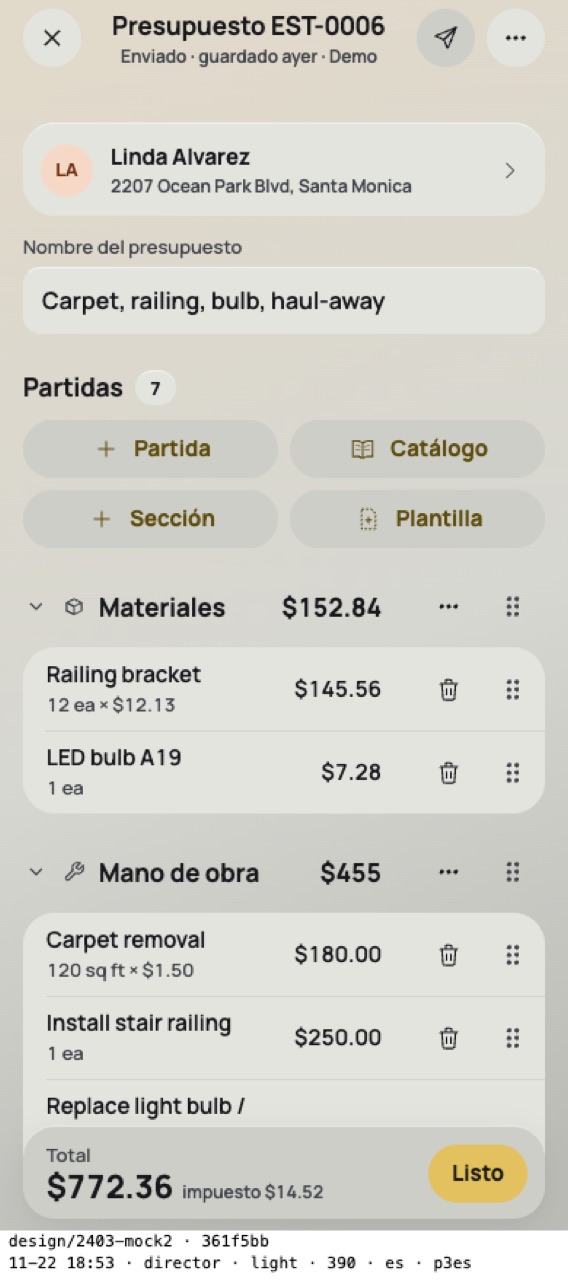 Presupuesto EST-0006
Enviado · guardado ayer · Demo
LA
Linda Alvarez
2207 Ocean Park Blvd, Santa Monica
Nombre del presupuesto
Carpet, railing, bulb, haul-away
Partidas 7
+ Partida
Catálogo
+ Sección
Plantilla
Materiales $152.84
Railing bracket
12 ea × $12.13
$145.56
LED bulb A19
1 ea
$7.28
Mano de obra $455
Carpet removal
120 sq ft × $1.50
$180.00
Install stair railing
1 ea
$250.00
Replace light bulb /
Total
$772.36 impuesto $14.52
Listo
design/2403-mock2 · 361f5bb
11-22 18:53 · director · light · 390 · es · p3es